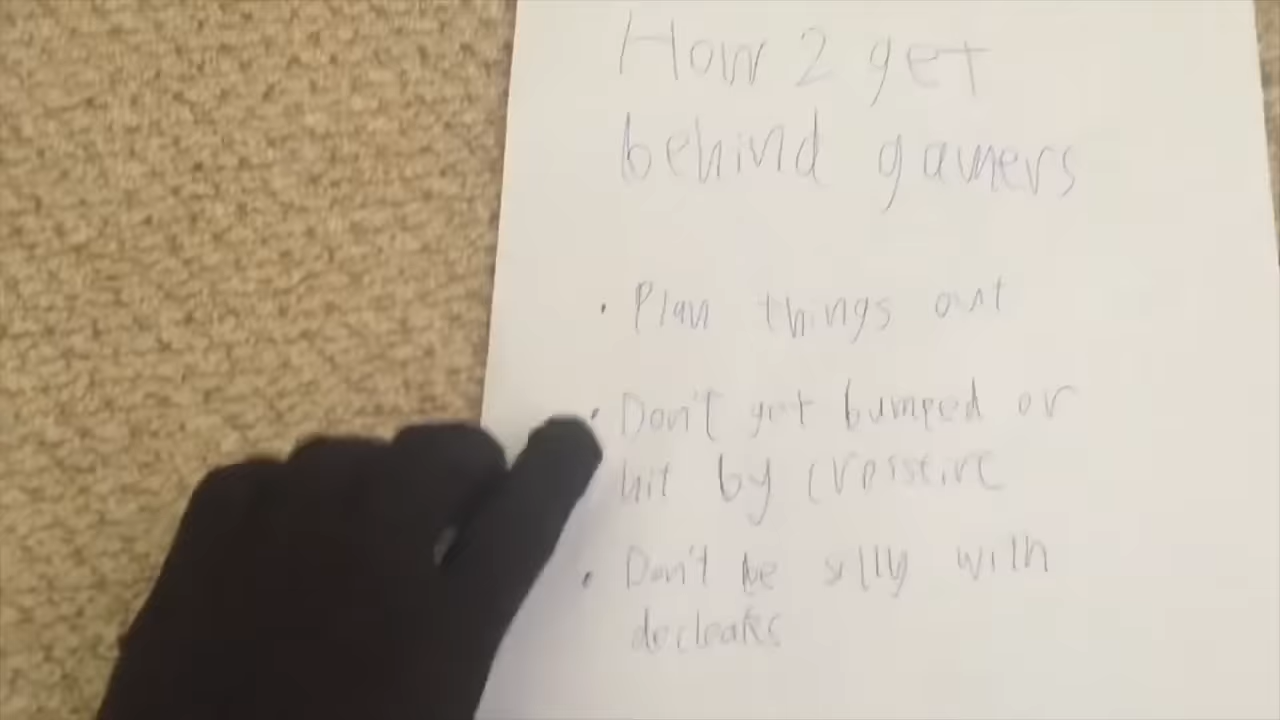 How 2 get
behind gamers
• Plan things out
• Don't get bumped or
hit by crossfire
• Don't be silly with
decloaks